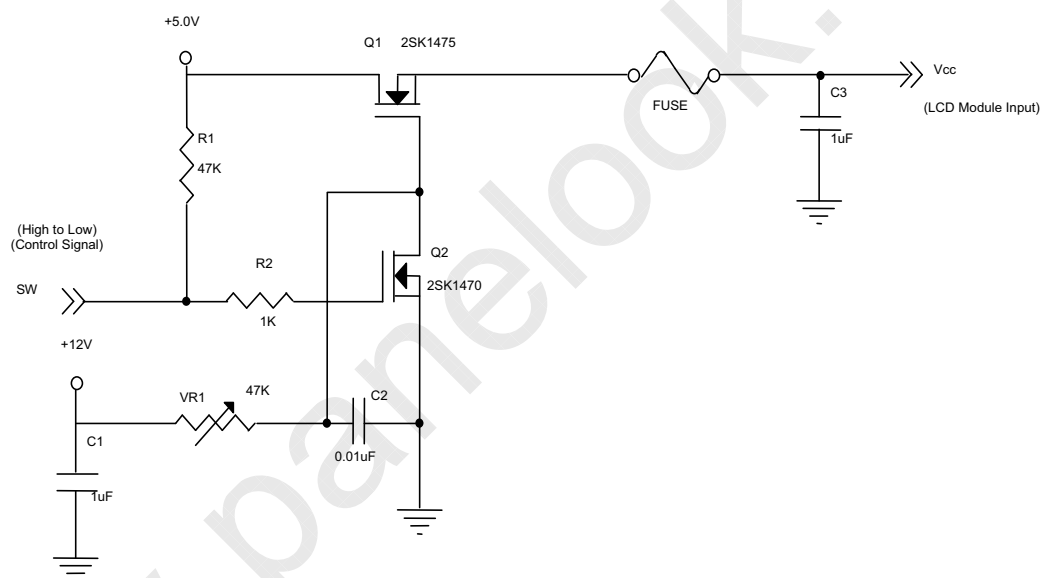 +5.0V
Q1 2SK1475
Vcc
C3
FUSE
(LCD Module Input)
R1
1uF
47K
(High to Low)
(Control Signal)
Q2
R2
SW
2SK1470
1K
+12V
47K
VR1
C2
C1
0.01uF
1uF
panelook.